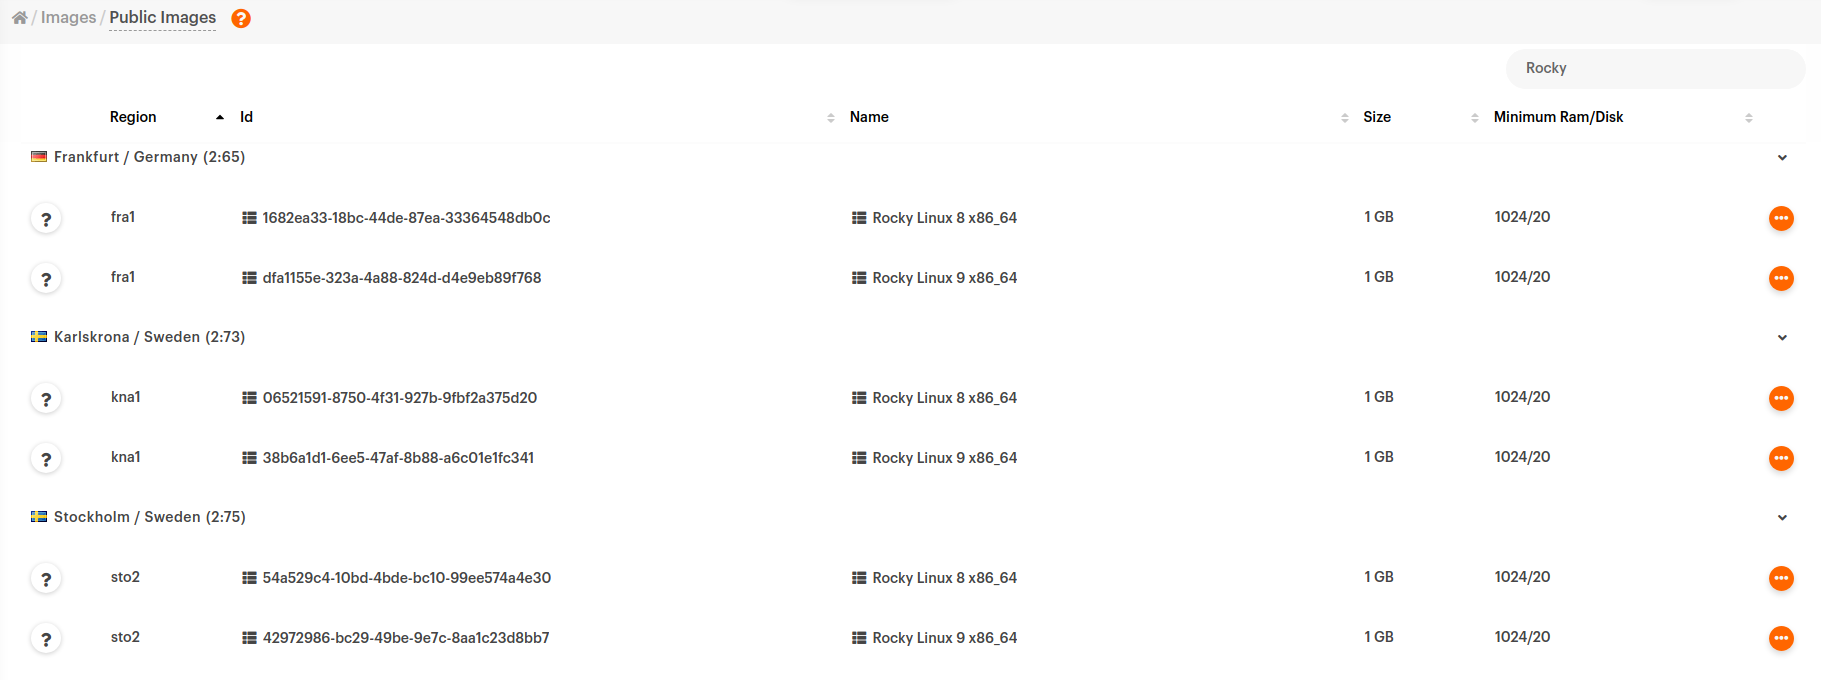 / Images / Public Images ?
Rocky
Region Id Name Size Minimum Ram/Disk
Frankfurt / Germany (2:65)
? fra1 1682ea33-18bc-44de-87ea-33364548db0c Rocky Linux 8 x86_64 1 GB 1024/20
? fra1 dfa1155e-323a-4a88-824d-d4e9eb89f768 Rocky Linux 9 x86_64 1 GB 1024/20
Karlskrona / Sweden (2:73)
? kna1 06521591-8750-4f31-927b-9fbf2a375d20 Rocky Linux 8 x86_64 1 GB 1024/20
? kna1 38b6a1d1-6ee5-47af-8b88-a6c01e1fc341 Rocky Linux 9 x86_64 1 GB 1024/20
Stockholm / Sweden (2:75)
? sto2 54a529c4-10bd-4bde-bc10-99ee574a4e30 Rocky Linux 8 x86_64 1 GB 1024/20
? sto2 42972986-bc29-49be-9e7c-8aa1c23d8bb7 Rocky Linux 9 x86_64 1 GB 1024/20